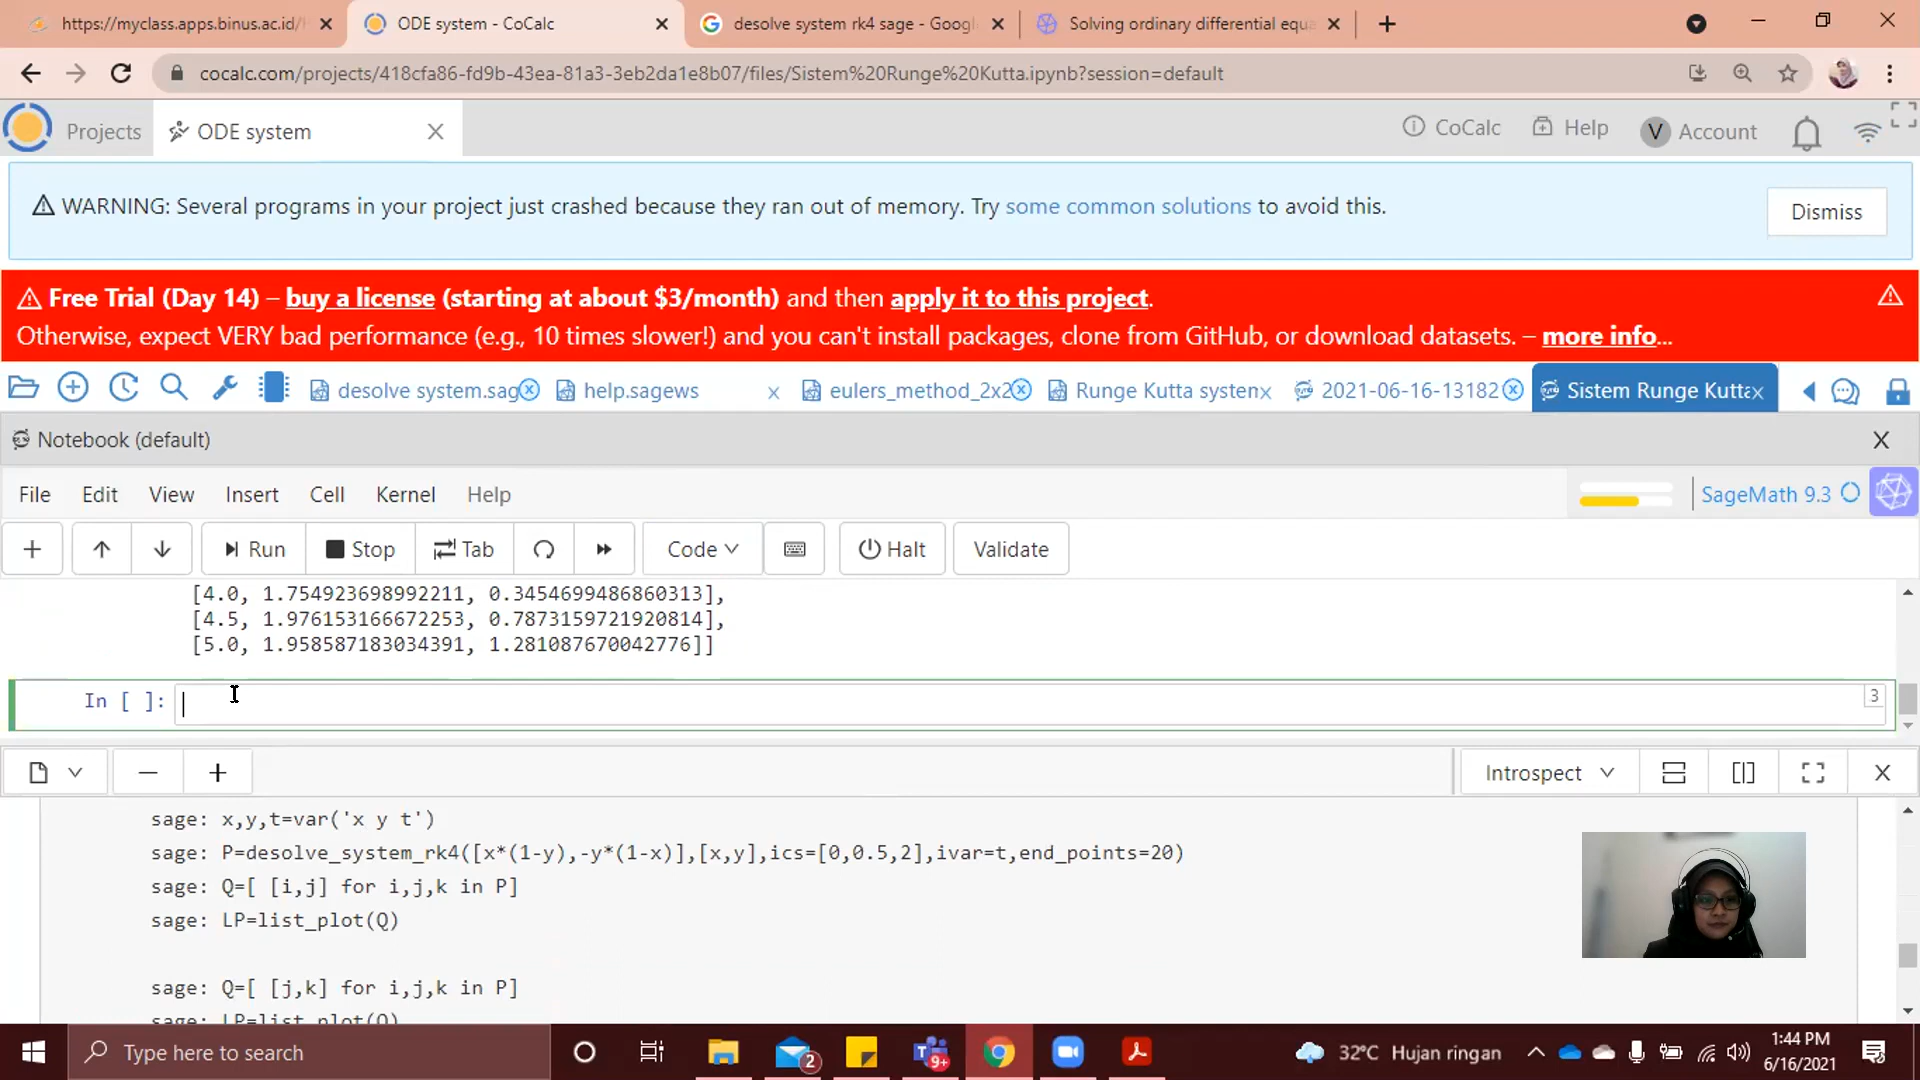 https://myclass.apps.binus.ac.id/
ODE system - CoCalc
desolve system rk4 sage - Googl
Solving ordinary differential equa
cocalc.com/projects/418cfa86-fd9b-43ea-81a3-3eb2da1e8b07/files/Sistem%20Runge%20Kutta.ipynb?session=default
Projects
ODE system
CoCalc
Help
V Account
WARNING: Several programs in your project just crashed because they ran out of memory. Try some common solutions to avoid this.
Dismiss
Free Trial (Day 14) – buy a license (starting at about $3/month) and then apply it to this project.
Otherwise, expect VERY bad performance (e.g., 10 times slower!) and you can't install packages, clone from GitHub, or download datasets. – more info...
desolve system.sag
help.sagews
eulers_method_2x2
Runge Kutta system
2021-06-16-13182
Sistem Runge Kutta
Notebook (default)
File Edit View Insert Cell Kernel Help
SageMath 9.3
Run Stop Tab Code Halt Validate
[4.0, 1.754923698992211, 0.3454699486860313],
[4.5, 1.976153166672253, 0.7873159721920814],
[5.0, 1.958587183034391, 1.281087670042776]]
In [ ]:
3
Introspect
sage: x,y,t=var('x y t')
sage: P=desolve_system_rk4([x*(1-y),-y*(1-x)],[x,y],ics=[0,0.5,2],ivar=t,end_points=20)
sage: Q=[ [i,j] for i,j,k in P]
sage: LP=list_plot(Q)
sage: Q=[ [j,k] for i,j,k in P]
sage: LP=list_plot(Q)
Type here to search
2
9+
32°C Hujan ringan
1:44 PM
6/16/2021